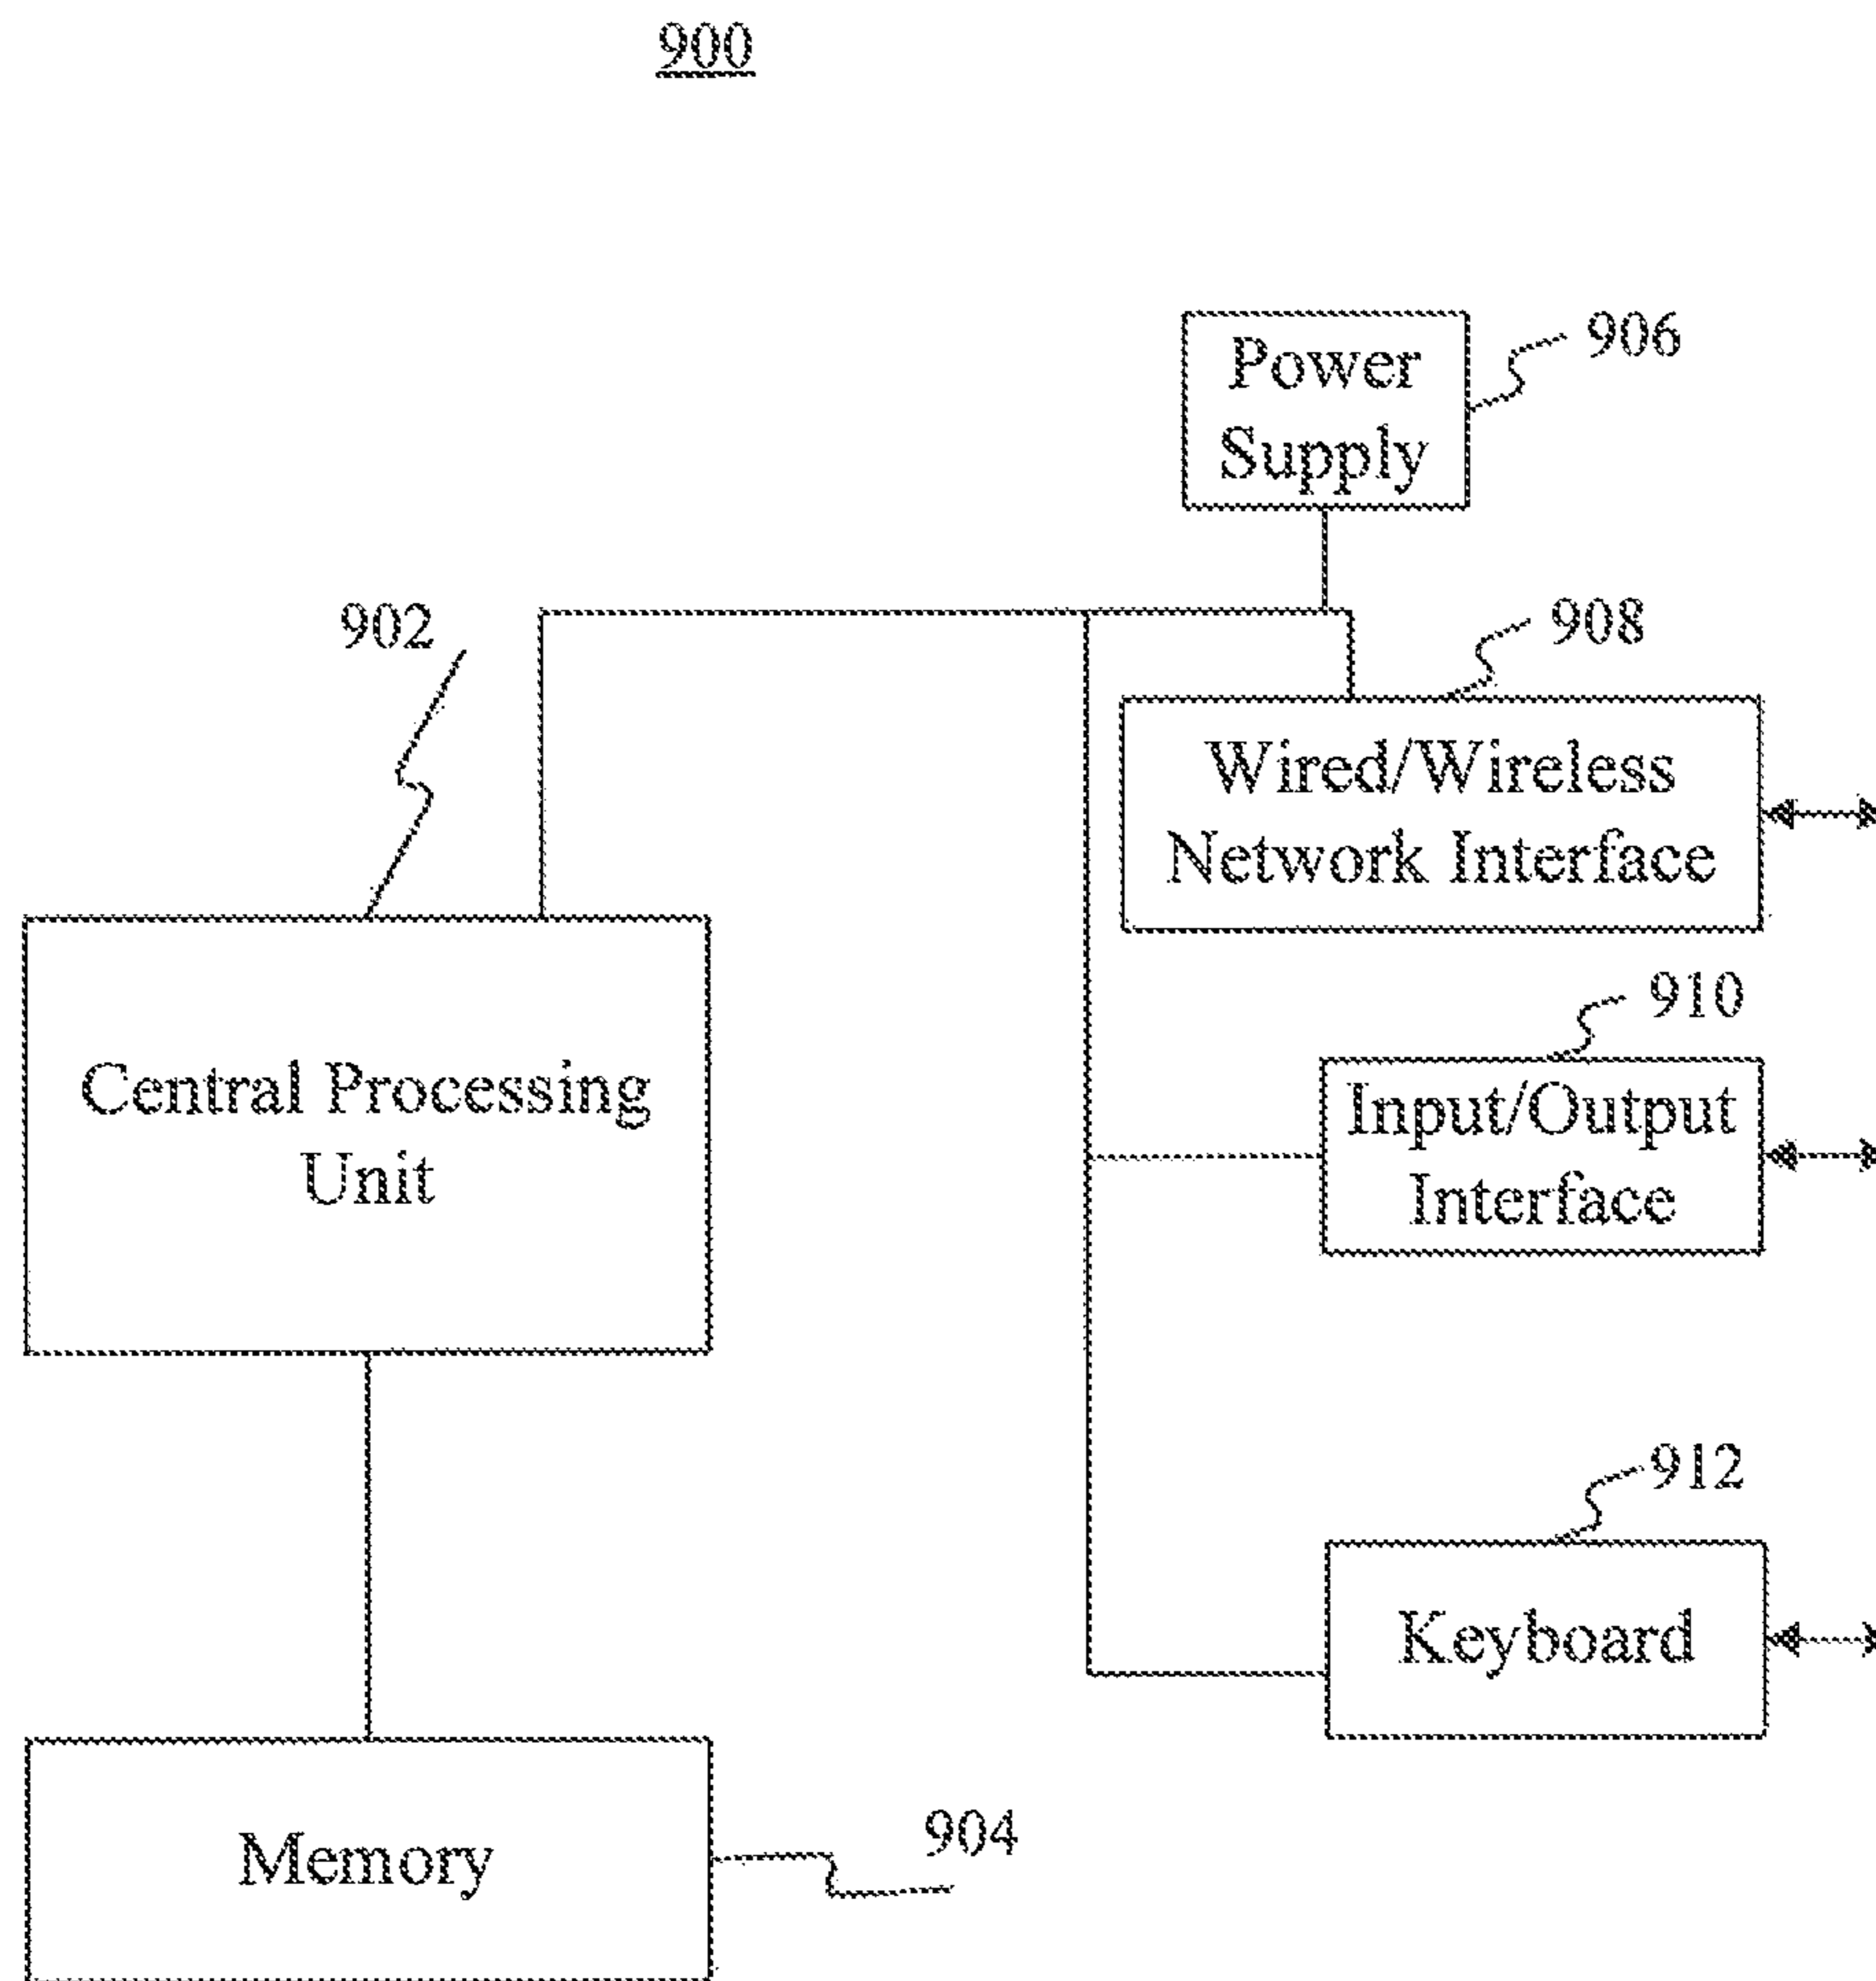 900
Power
Supply
906
902
908
Wired/Wireless
Network Interface
910
Central Processing
Unit
Input/Output
Interface
912
Keyboard
904
Memory